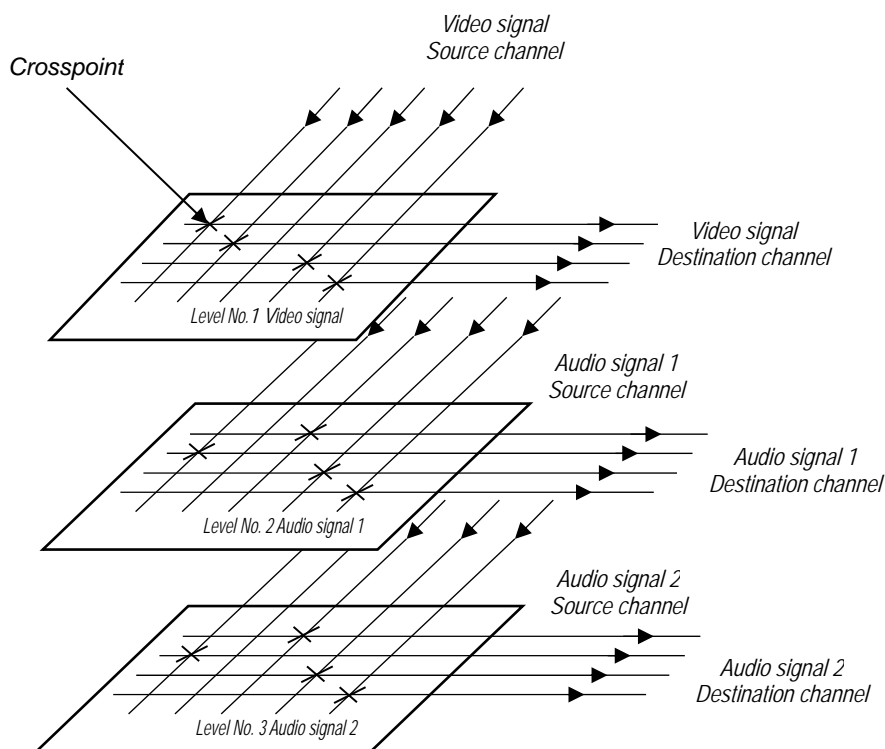 Video signal
Source channel
Crosspoint
Video signal
Destination channel
Level No.1 Video signal
Audio signal 1
Source channel
Audio signal 1
Destination channel
Level No. 2 Audio signal 1
Audio signal 2
Source channel
Audio signal 2
Destination channel
Level No. 3 Audio signal 2